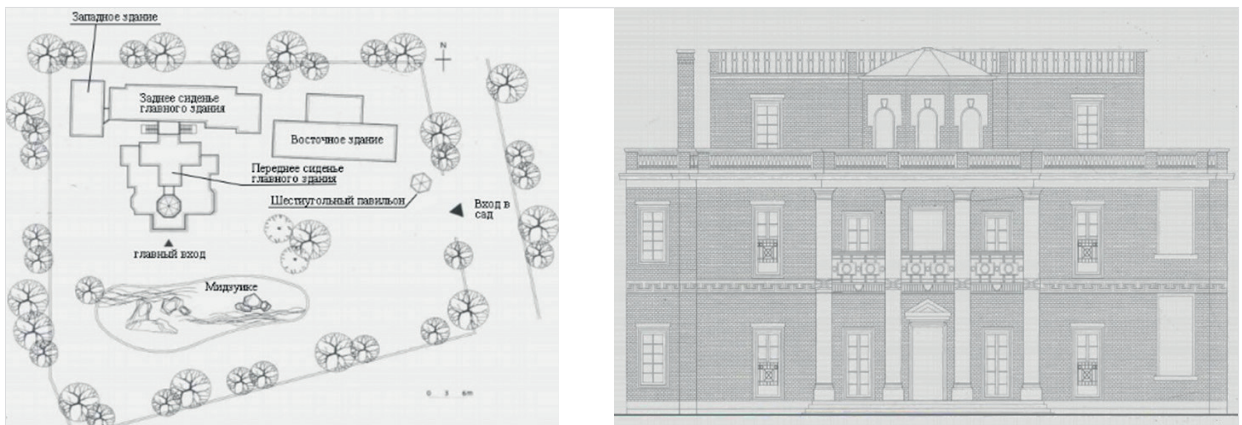 Западное здание
N
Заднее сиденье
главного здания
Восточное здание
Переднее сиденье
главного здания
Шестиугольный павильон
Вход в
сад
главный вход
Мидзуике
0 3 6m